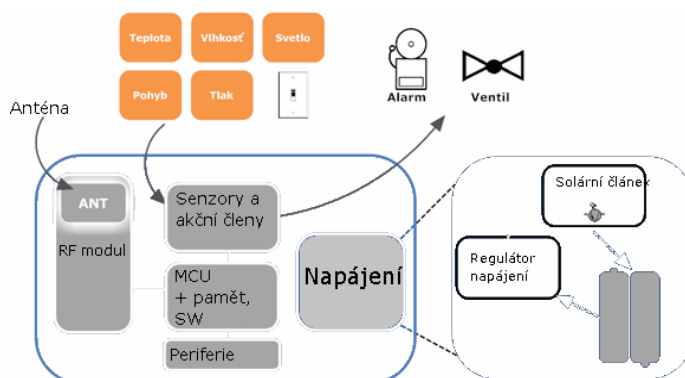 Teplota
Vlhkosť
Svetlo
Pohyb
Tlak
Alarm
Ventil
Anténa
ANT
RF modul
Senzory a
akční členy
MCU
+ pamět,
SW
Periferie
Napájení
Solární článek
Regulátor
napájení